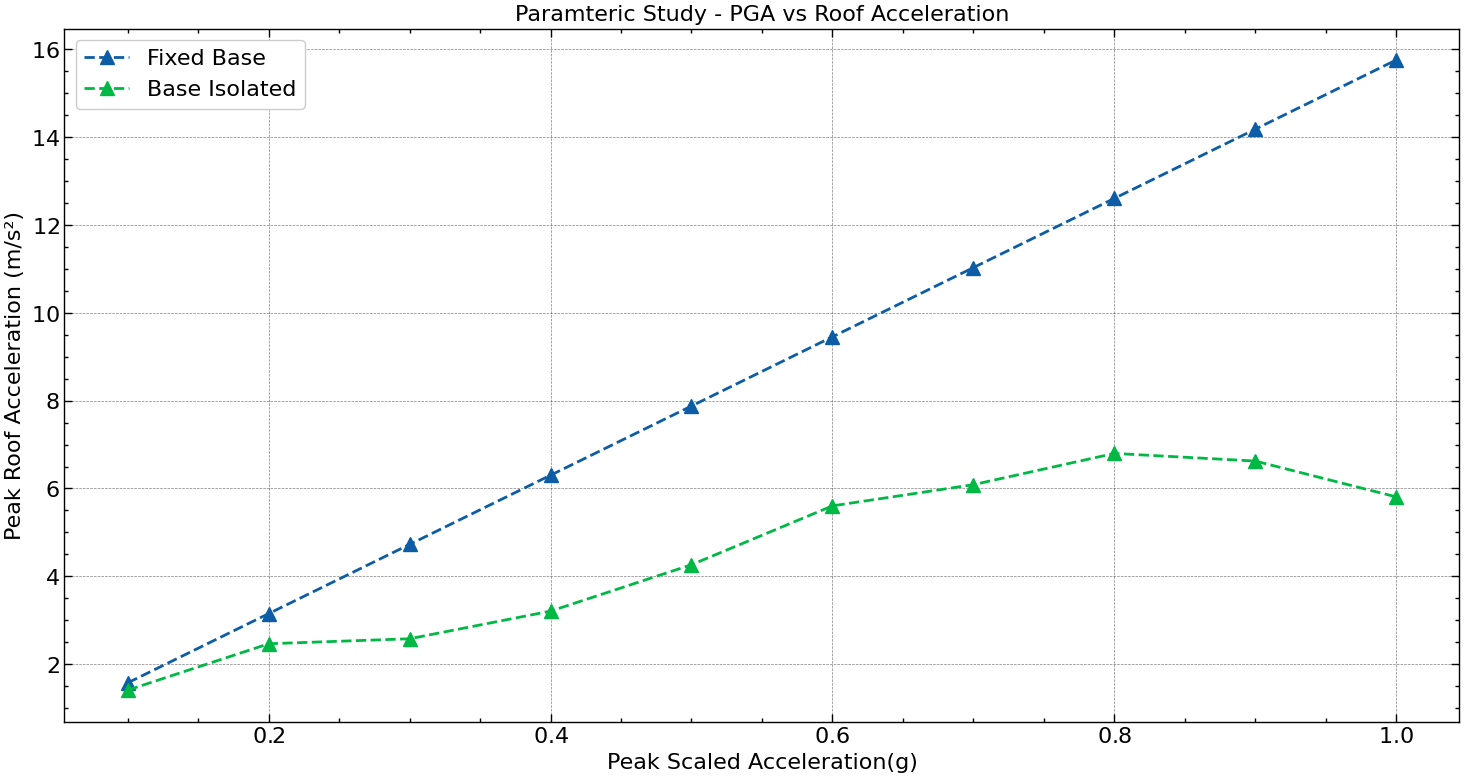 Paramteric Study - PGA vs Roof Acceleration
Fixed Base
Base Isolated
Peak Roof Acceleration (m/s²)
16
14
12
10
8
6
4
2
0.2
0.4
0.6
0.8
1.0
Peak Scaled Acceleration(g)